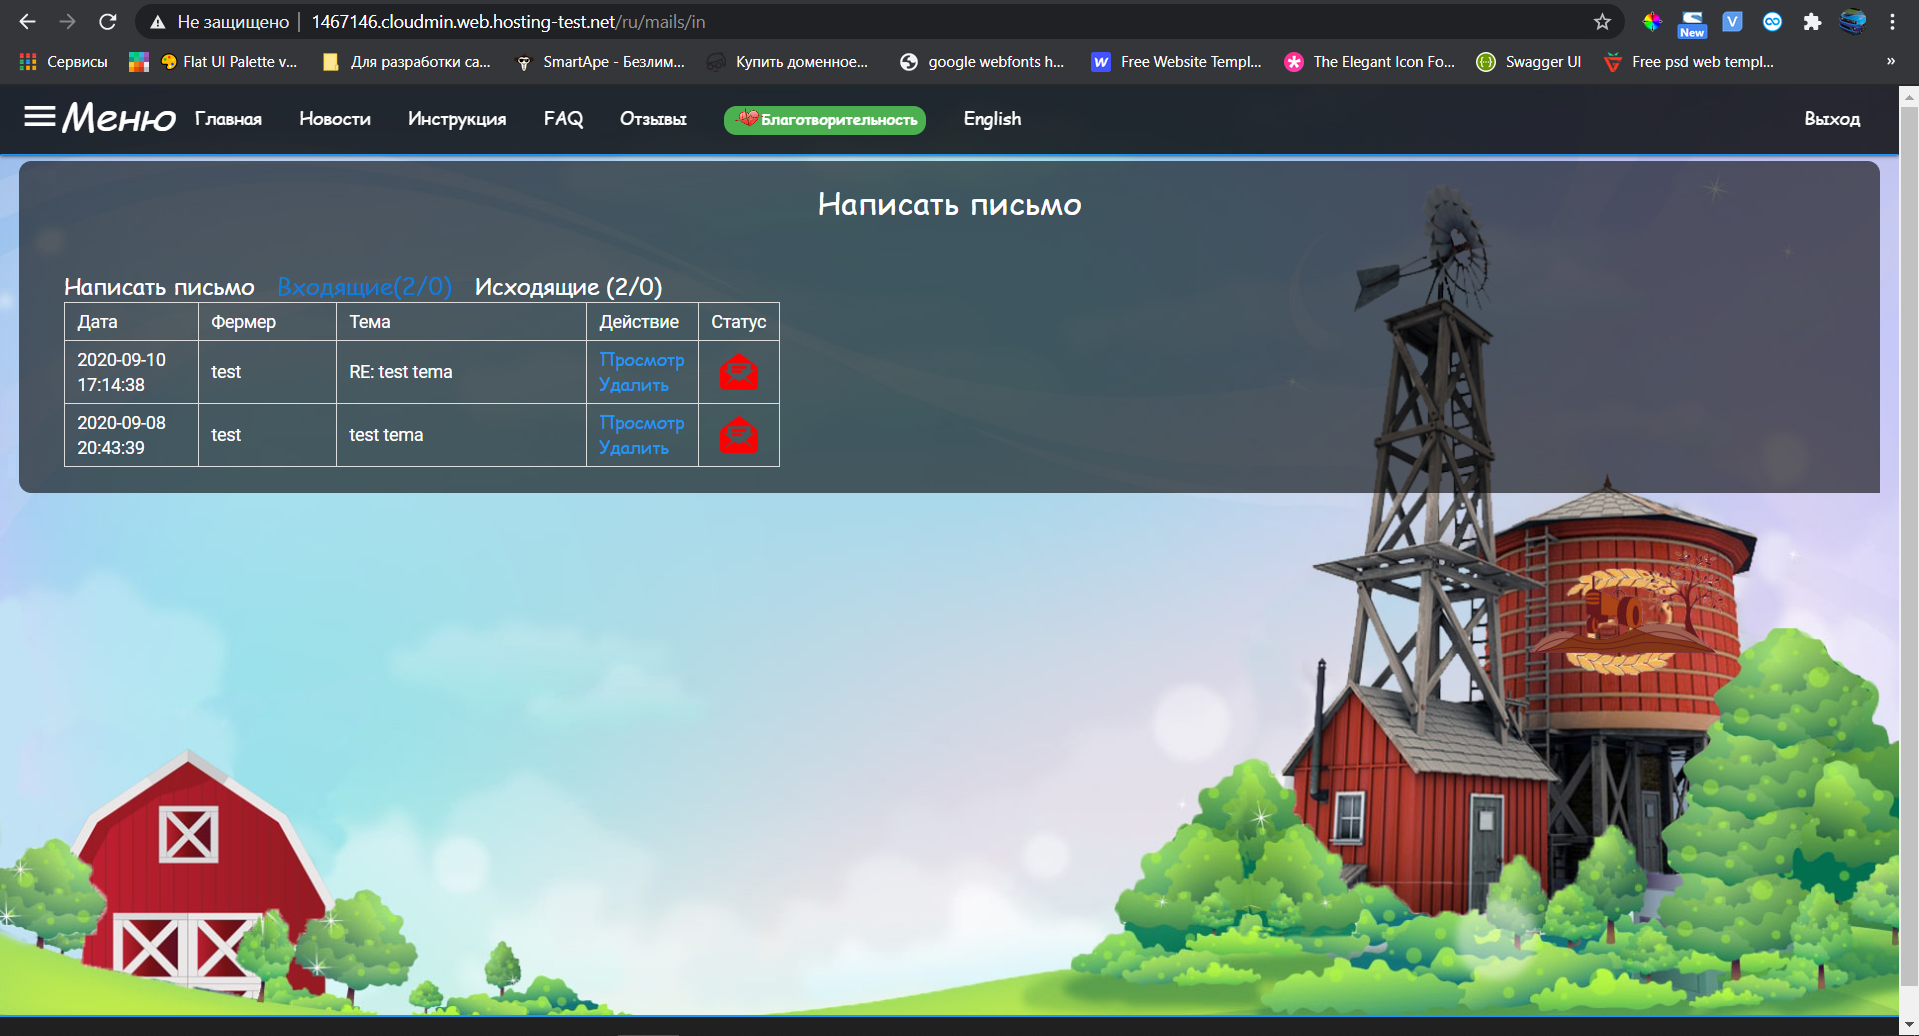 Не защищено | 1467146.cloudmin.web.hosting-test.net/ru/mails/in
New
V
Сервисы Flat UI Palette v... Для разработки са... SmartApe - Безлим... Купить доменное... google webfonts h... W Free Website Templ... The Elegant Icon Fo... Swagger UI Free psd web templ... »
Меню Главная Новости Инструкция FAQ Отзывы Благотворительность English Выход
Написать письмо
Написать письмо Входящие(2/0) Исходящие (2/0)
Дата Фермер Тема Действие Статус
2020-09-10 17:14:38 test RE: test tema Просмотр Удалить
2020-09-08 20:43:39 test test tema Просмотр Удалить